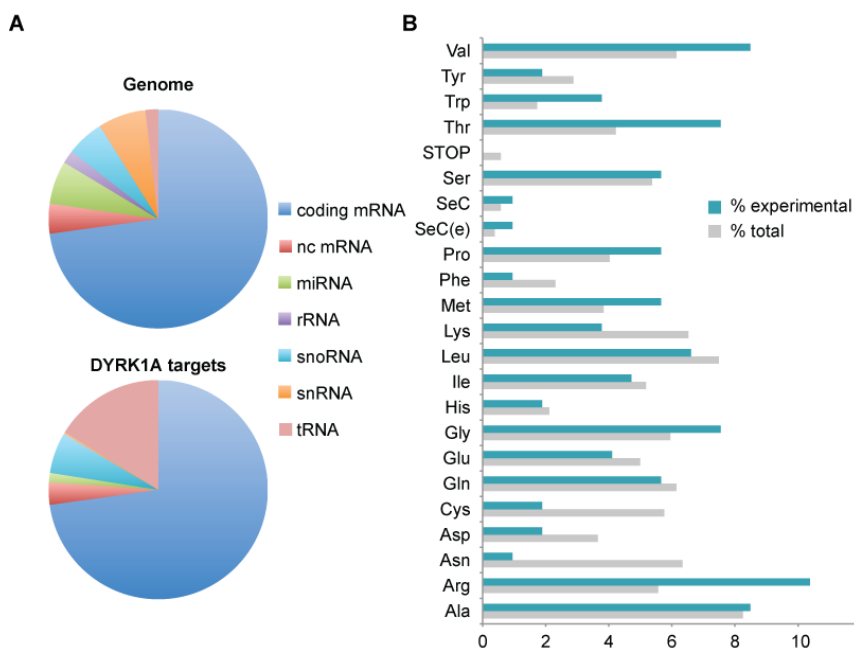 A
Genome
coding mRNA
nc mRNA
miRNA
rRNA
snoRNA
snRNA
tRNA
DYRK1A targets
B
Val
Tyr
Trp
Thr
STOP
Ser
SeC
SeC(e)
Pro
Phe
Met
Lys
Leu
Ile
His
Gly
Glu
Gln
Cys
Asp
Asn
Arg
Ala
% experimental
% total
0 2 4 6 8 10